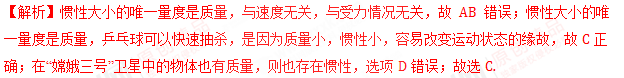 【解析】惯性大小的唯一量度是质量，与速度无关，与受力情况无关，故 AB 错误；惯性大小的唯
一量度是质量，乒乓球可以快速抽杀，是因为质量小，惯性小，容易改变运动状态的缘故，故 C 正
确；在“嫦娥三号”卫星中的物体也有质量，则也存在惯性，选项 D 错误；故选 C.